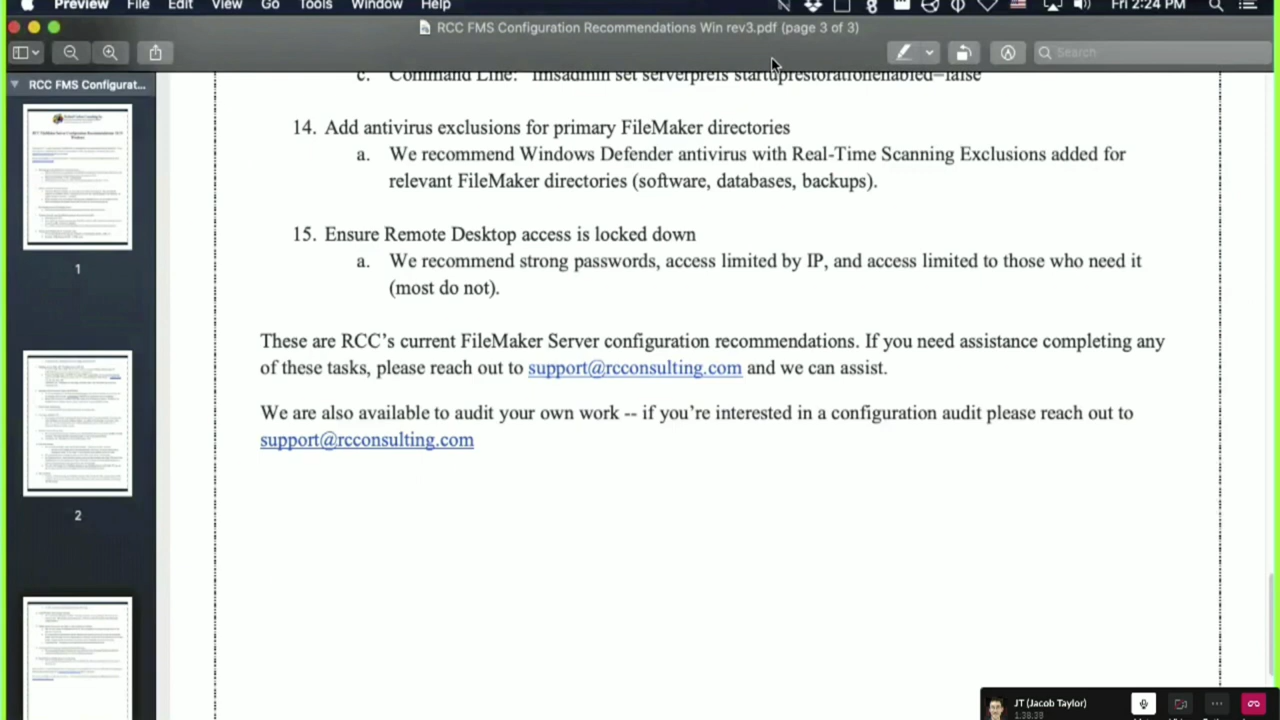 Preview File Edit View Go Tools Window Help Fri 2:24 PM
RCC FMS Configuration Recommendations Win rev3.pdf (page 3 of 3)
Search
RCC FMS Configurat...
1
2
c. Command Line: fmsadmin set serverprefs startuprestorationenabled=false
14. Add antivirus exclusions for primary FileMaker directories
a. We recommend Windows Defender antivirus with Real-Time Scanning Exclusions added for
relevant FileMaker directories (software, databases, backups).
15. Ensure Remote Desktop access is locked down
a. We recommend strong passwords, access limited by IP, and access limited to those who need it
(most do not).
These are RCC's current FileMaker Server configuration recommendations. If you need assistance completing any
of these tasks, please reach out to support@rcconsulting.com and we can assist.
We are also available to audit your own work -- if you're interested in a configuration audit please reach out to
support@rcconsulting.com
JT (Jacob Taylor)
1:38:39